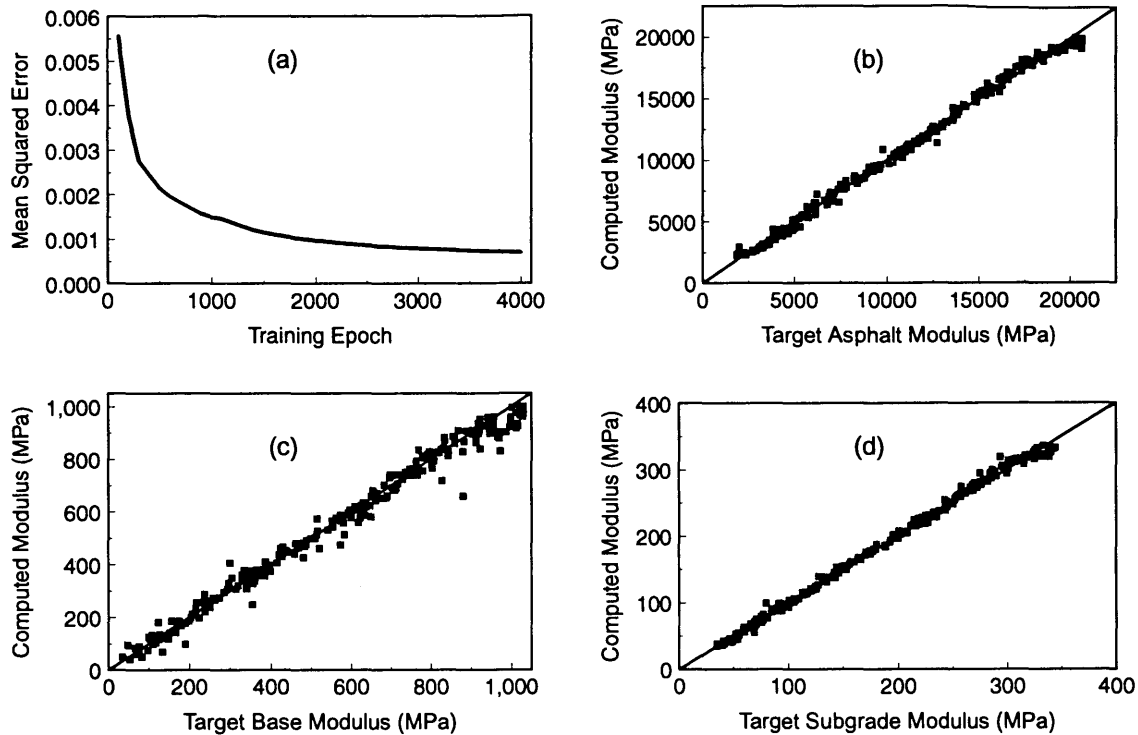 (a)
Mean Squared Error
0.006
0.005
0.004
0.003
0.002
0.001
0.000
0 1000 2000 3000 4000
Training Epoch
(b)
Computed Modulus (MPa)
20000
15000
10000
5000
0
0 5000 10000 15000 20000
Target Asphalt Modulus (MPa)
(c)
Computed Modulus (MPa)
1,000
800
600
400
200
0
0 200 400 600 800 1,000
Target Base Modulus (MPa)
(d)
Computed Modulus (MPa)
400
300
200
100
0
0 100 200 300 400
Target Subgrade Modulus (MPa)